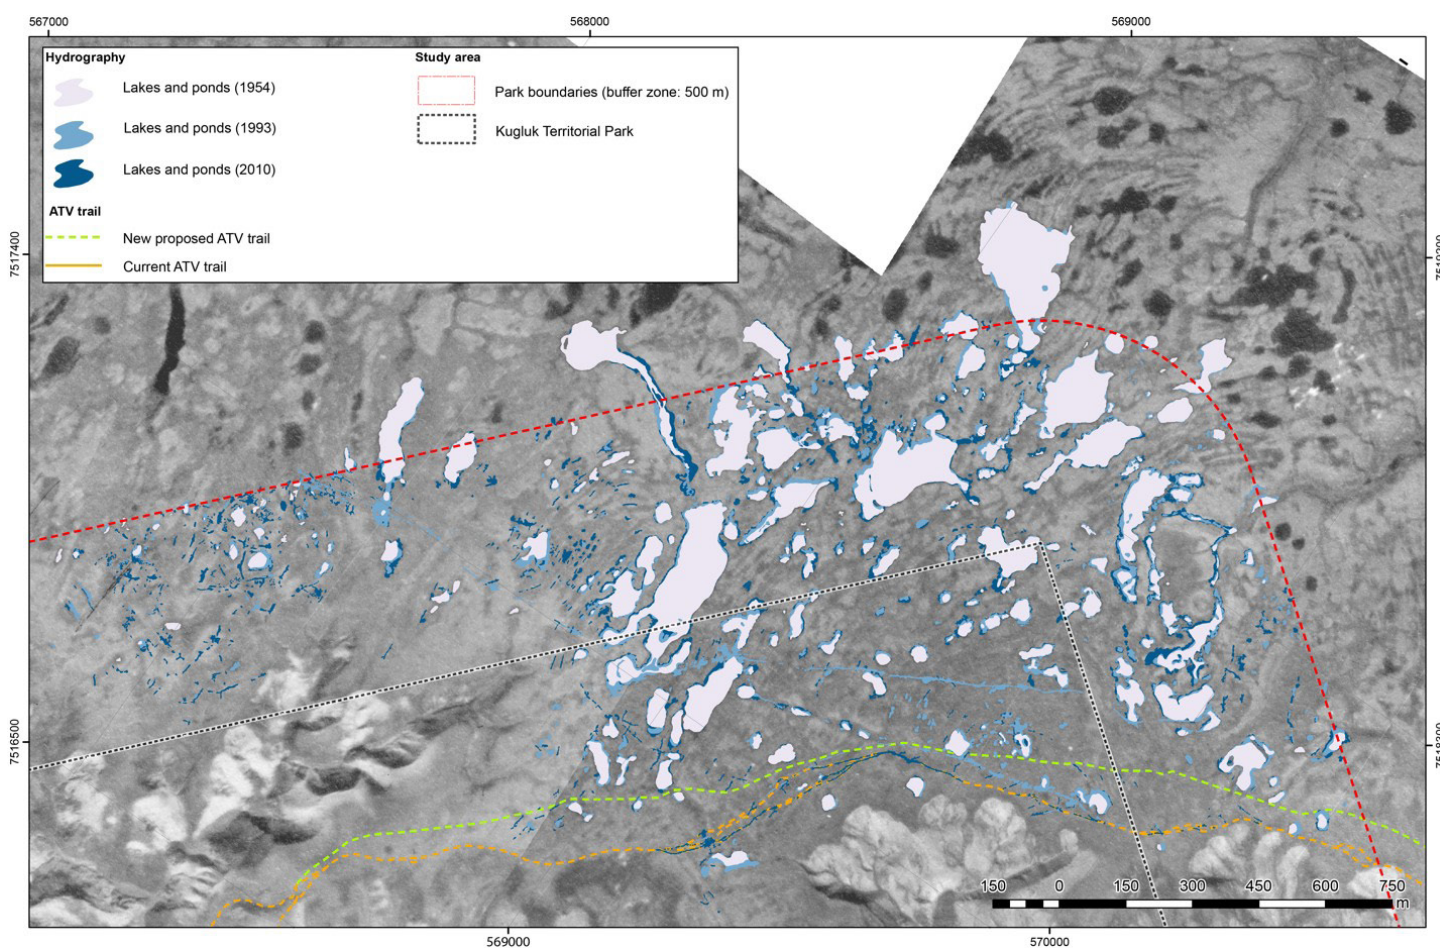 567000 568000 569000
Hydrography
Lakes and ponds (1954)
Lakes and ponds (1993)
Lakes and ponds (2010)
ATV trail
New proposed ATV trail
Current ATV trail
Study area
Park boundaries (buffer zone: 500 m)
Kugluk Territorial Park
7517400
7516500
150 0 150 300 450 600 750
m
569000 570000